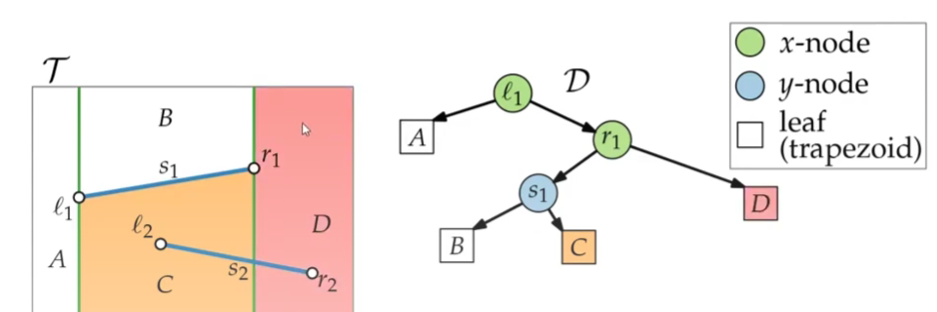 𝒯
B
s₁
r₁
ℓ₁
ℓ₂
D
A
s₂
r₂
C
𝒟
ℓ₁
A
r₁
s₁
D
B
C
x-node
y-node
leaf
(trapezoid)